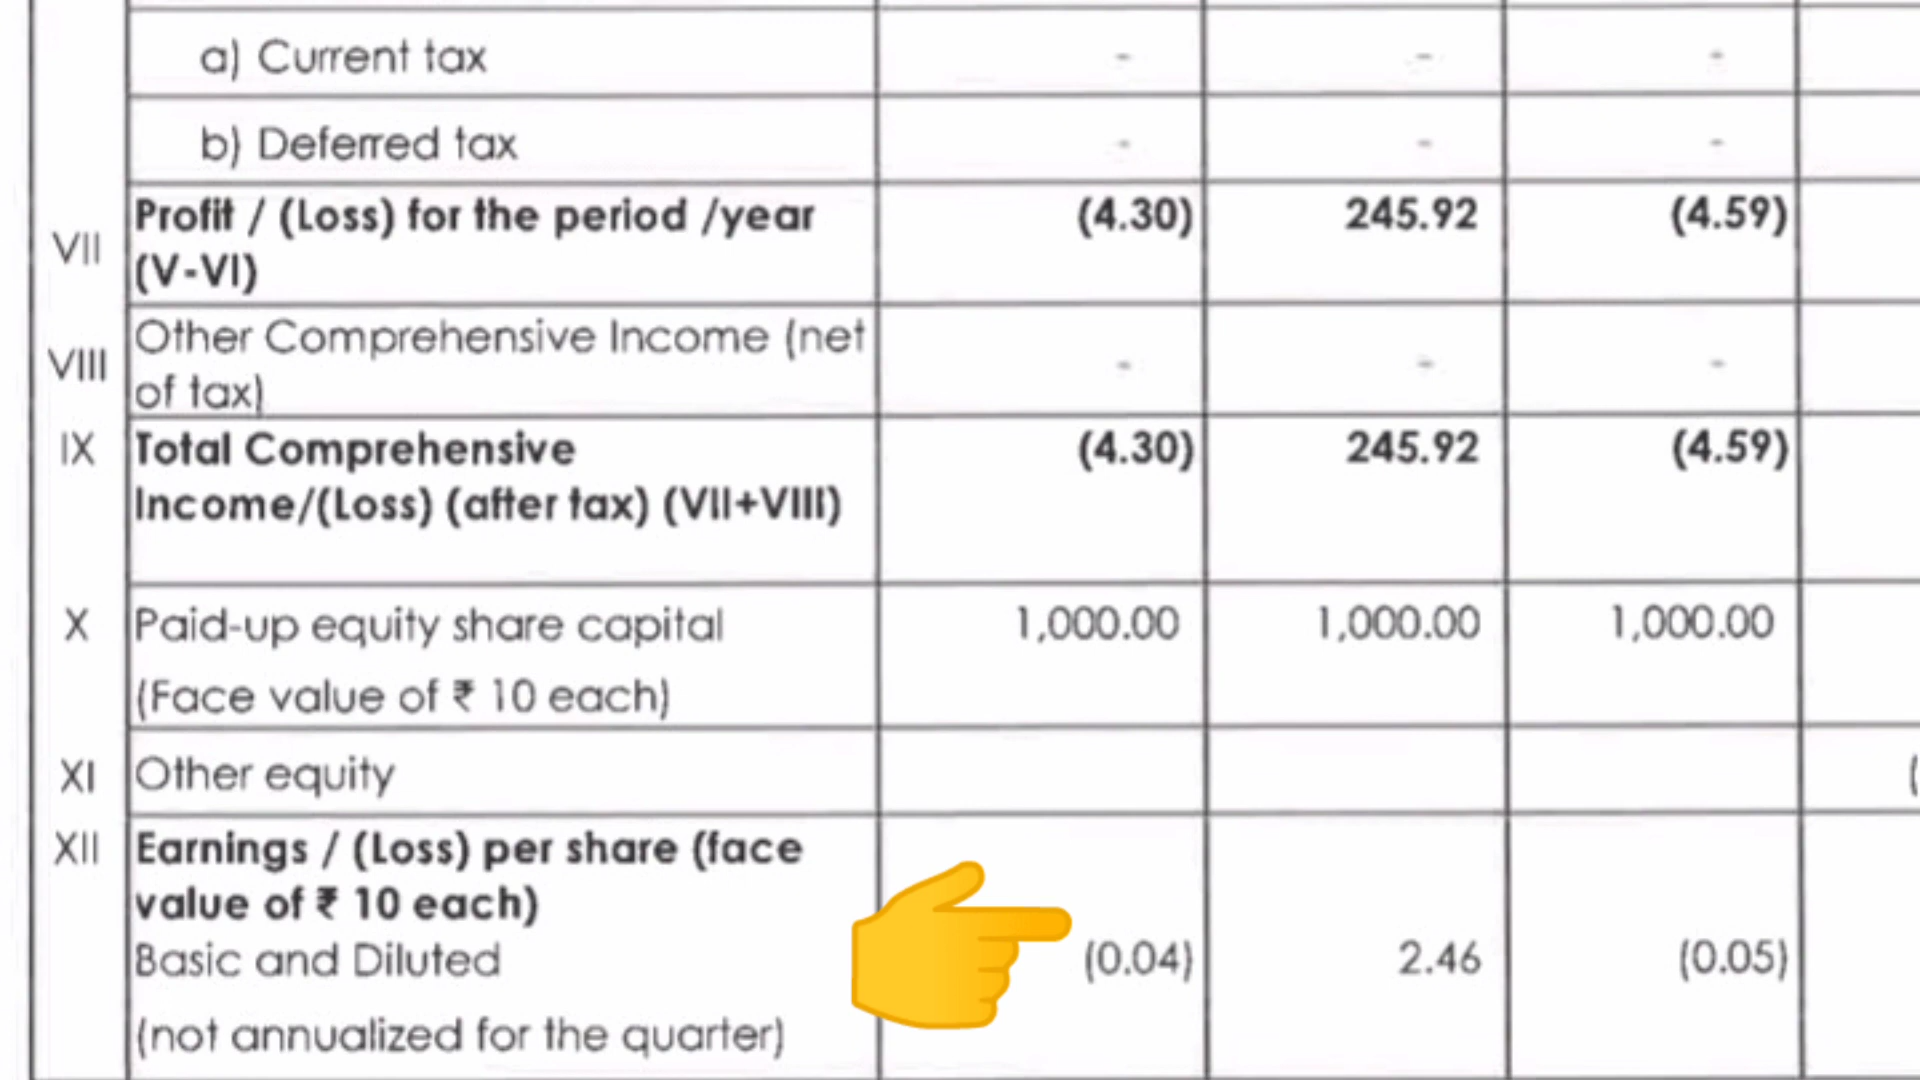 a) Current tax - - -
b) Deferred tax - - -
VII Profit / (Loss) for the period /year (4.30) 245.92 (4.59)
(V-VI)
VIII Other Comprehensive Income (net - - -
of tax)
IX Total Comprehensive (4.30) 245.92 (4.59)
Income/(Loss) (after tax) (VII+VIII)
X Paid-up equity share capital 1,000.00 1,000.00 1,000.00
(Face value of ₹ 10 each)
XI Other equity (
XII Earnings / (Loss) per share (face
value of ₹ 10 each)
Basic and Diluted (0.04) 2.46 (0.05)
(not annualized for the quarter)